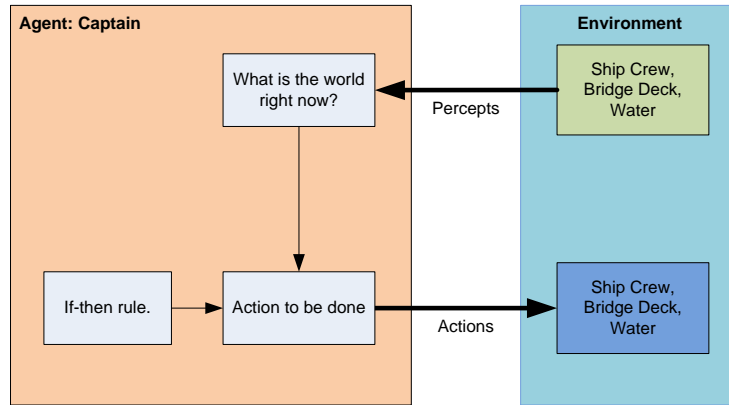 Agent: Captain
Environment
What is the world
right now?
Percepts
Ship Crew,
Bridge Deck,
Water
If-then rule.
Action to be done
Actions
Ship Crew,
Bridge Deck,
Water